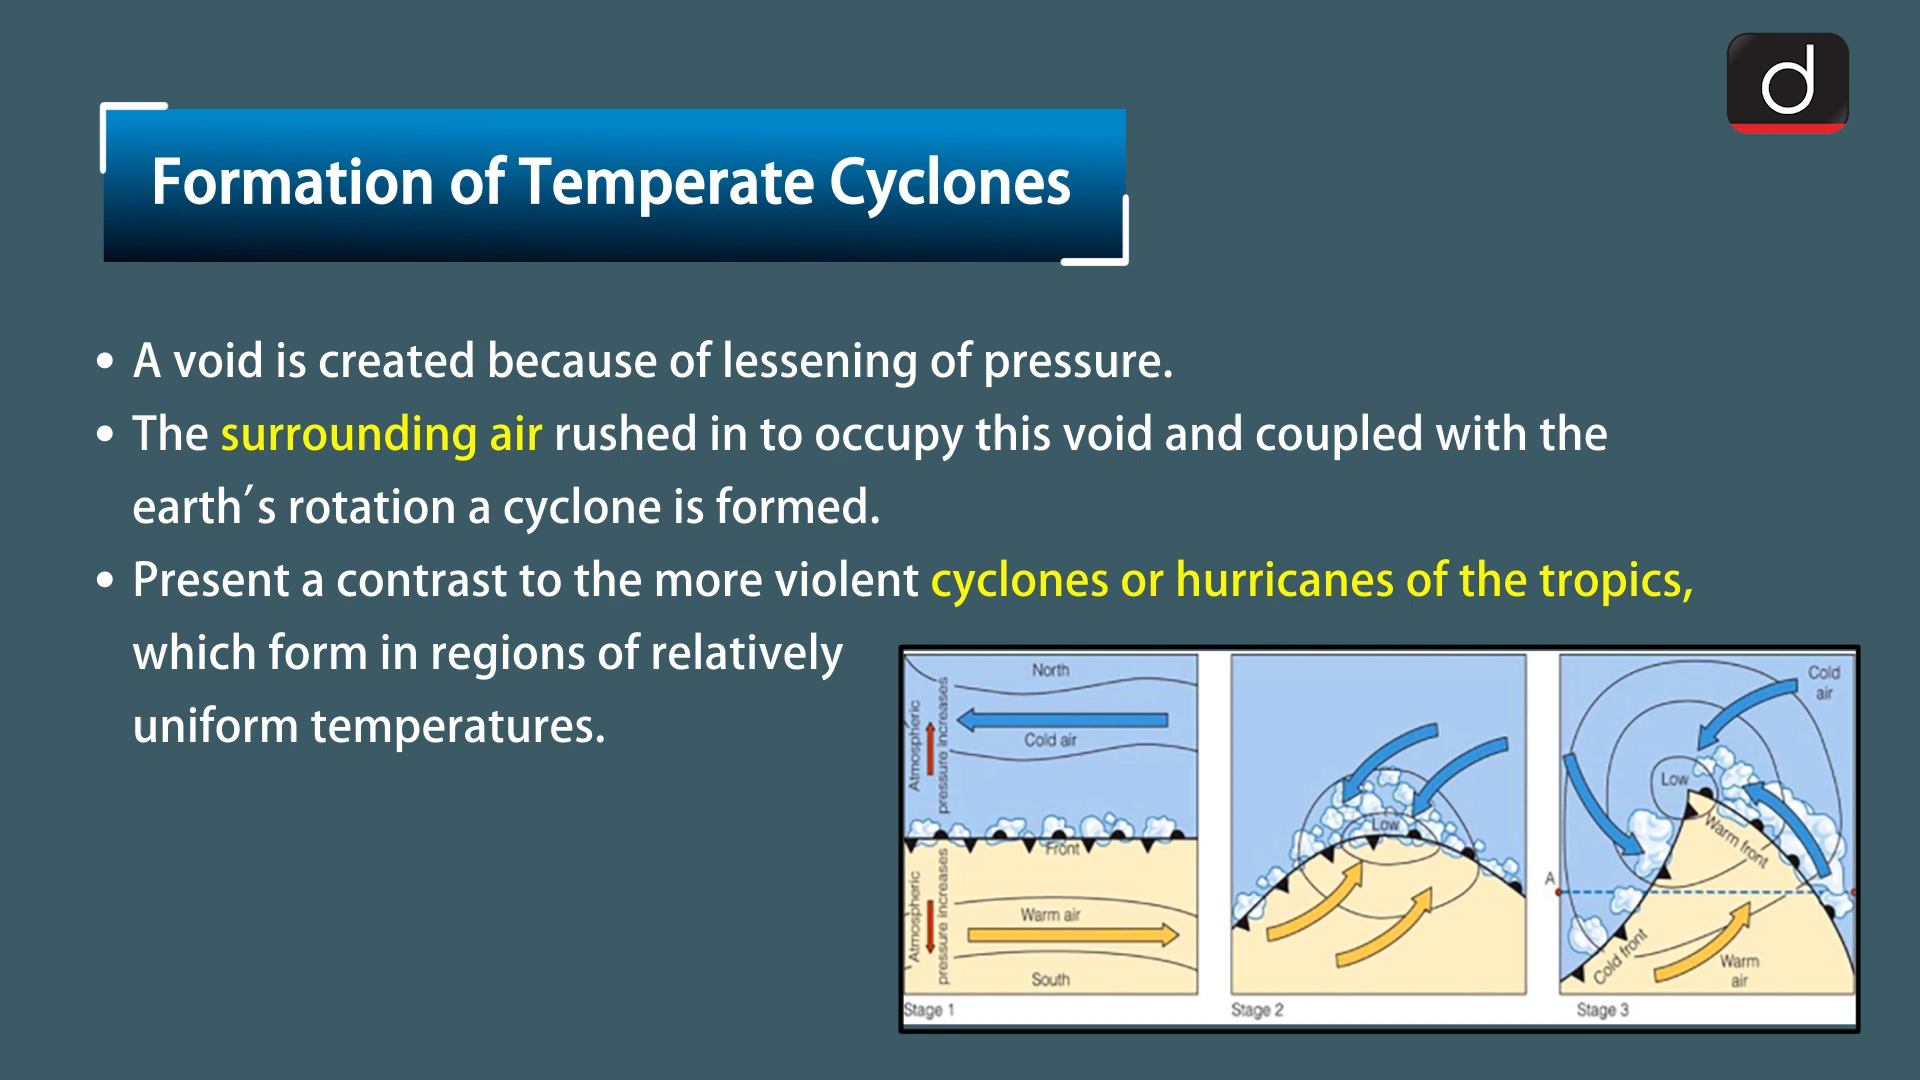 d
Formation of Temperate Cyclones
• A void is created because of lessening of pressure.
• The surrounding air rushed in to occupy this void and coupled with the
earth´s rotation a cyclone is formed.
• Present a contrast to the more violent cyclones or hurricanes of the tropics,
which form in regions of relatively
uniform temperatures.
North
Atmospheric
pressure increases
Cold air
Front
Atmospheric
pressure increases
Warm air
South
Stage 1
Low
Stage 2
Cold
air
Low
Warm front
A
Cold front
Warm
air
Stage 3